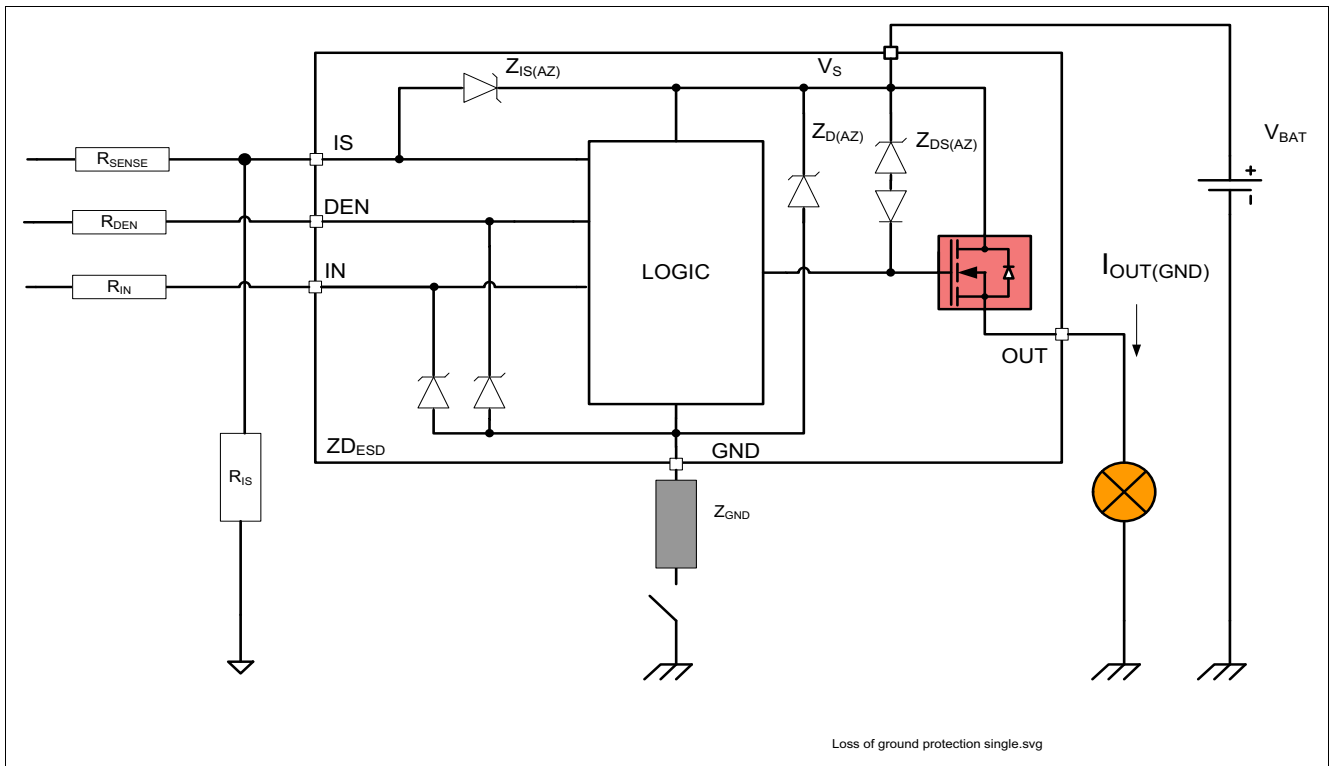 Z_IS(AZ)
V_S
IS
Z_D(AZ)
Z_DS(AZ)
V_BAT
R_SENSE
+
-
DEN
R_DEN
IN
LOGIC
I_OUT(GND)
R_IN
OUT
ZD_ESD
GND
R_IS
Z_GND
Loss of ground protection single.svg